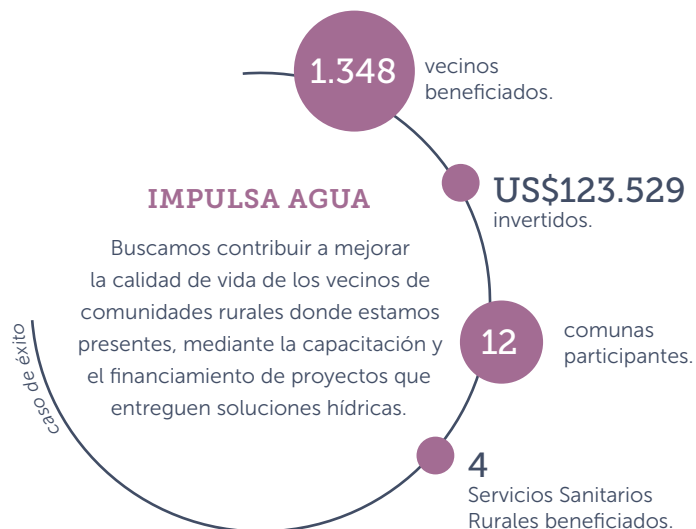 1.348
vecinos
beneficiados.
US$123.529
invertidos.
IMPULSA AGUA
Buscamos contribuir a mejorar
la calidad de vida de los vecinos de
comunidades rurales donde estamos
presentes, mediante la capacitación y
el financiamiento de proyectos que
entreguen soluciones hídricas.
12
comunas
participantes.
caso de éxito
4
Servicios Sanitarios
Rurales beneficiados.